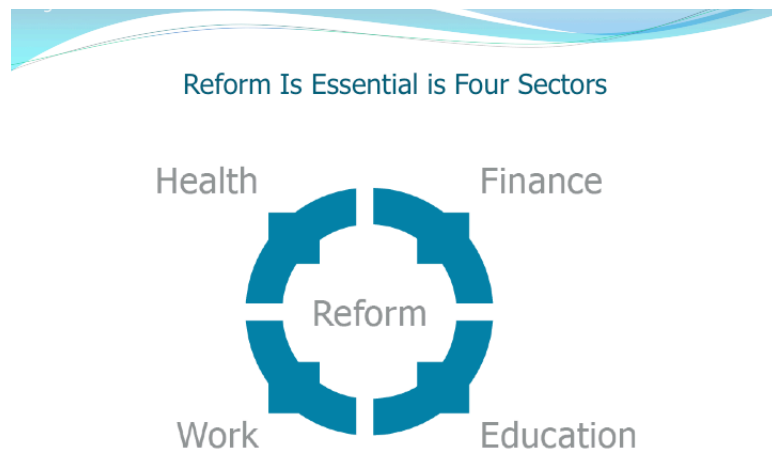 Reform Is Essential is Four Sectors
Health
Finance
Reform
Work
Education